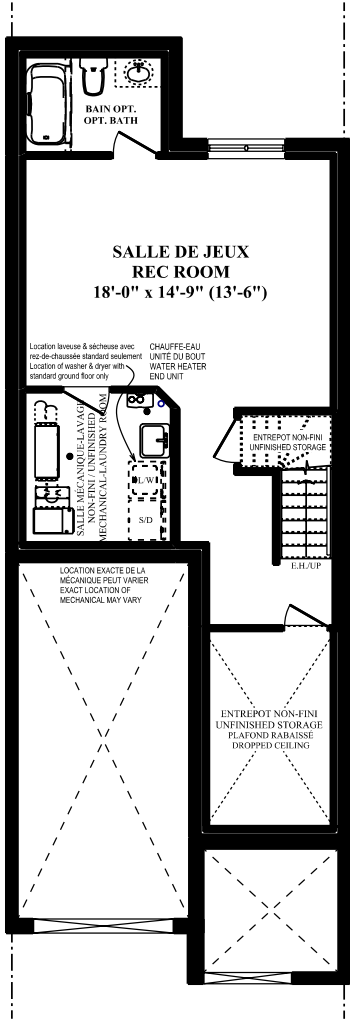 BAIN OPT.
OPT. BATH
SALLE DE JEUX
REC ROOM
18'-0" x 14'-9" (13'-6")
Location laveuse & sécheuse avec
rez-de-chaussée standard seulement
Location of washer & dryer with
standard ground floor only
CHAUFFE-EAU
UNITÉ DU BOUT
WATER HEATER
END UNIT
SALLE MÉCANIQUE-LAVAGE
NON-FINI / UNFINISHED
MECHANICAL-LAUNDRY ROOM
L/W
S/D
ENTREPOT NON-FINI
UNFINISHED STORAGE
E.H./UP
LOCATION EXACTE DE LA
MÉCANIQUE PEUT VARIER
EXACT LOCATION OF
MECHANICAL MAY VARY
ENTREPOT NON-FINI
UNFINISHED STORAGE
PLAFOND RABAISSÉ
DROPPED CEILING